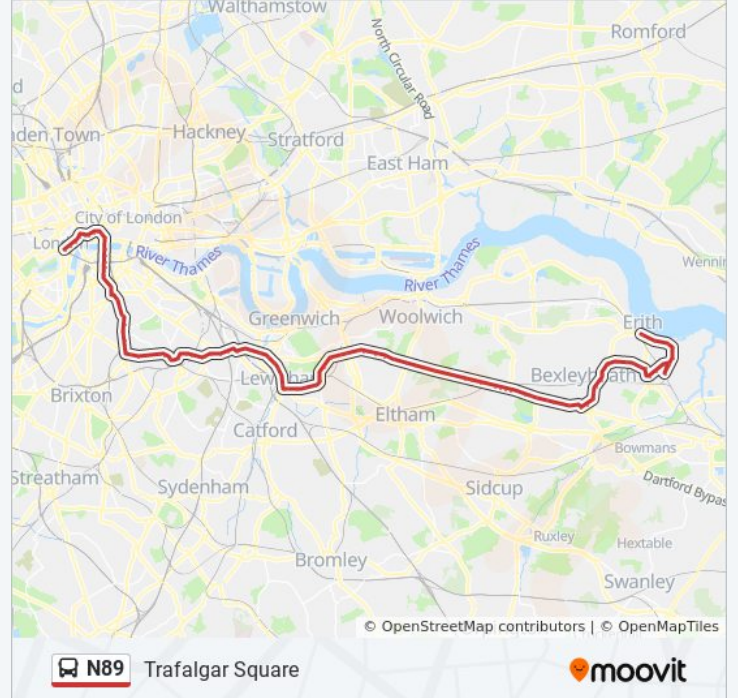 Walthamstow
Romford
North Circular Road
d
nden Town
Hackney
Stratford
East Ham
City of London
Lon
River Thames
River Thames
Wennin
Greenwich
Woolwich
Erith
Lewisham
Bexleyheath
Brixton
Eltham
Catford
Bowmans
Streatham
Sydenham
Sidcup
Dartford Bypas
Ruxley
Hextable
Bromley
Swanley
© OpenStreetMap contributors | © OpenMapTiles
N89 Trafalgar Square
moovit